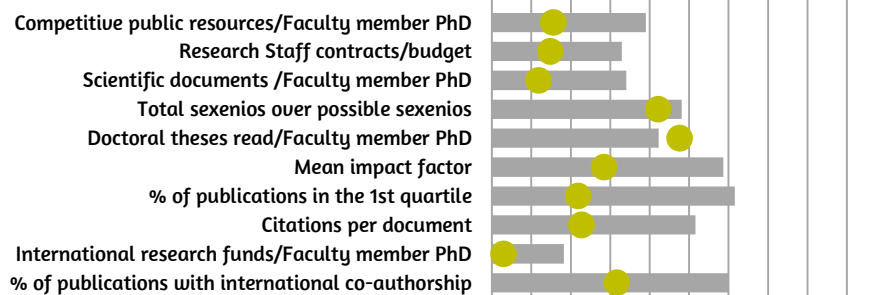 Competitive public resources/Faculty member PhD
Research Staff contracts/budget
Scientific documents /Faculty member PhD
Total sexenios over possible sexenios
Doctoral theses read/Faculty member PhD
Mean impact factor
% of publications in the 1st quartile
Citations per document
International research funds/Faculty member PhD
% of publications with international co-authorship